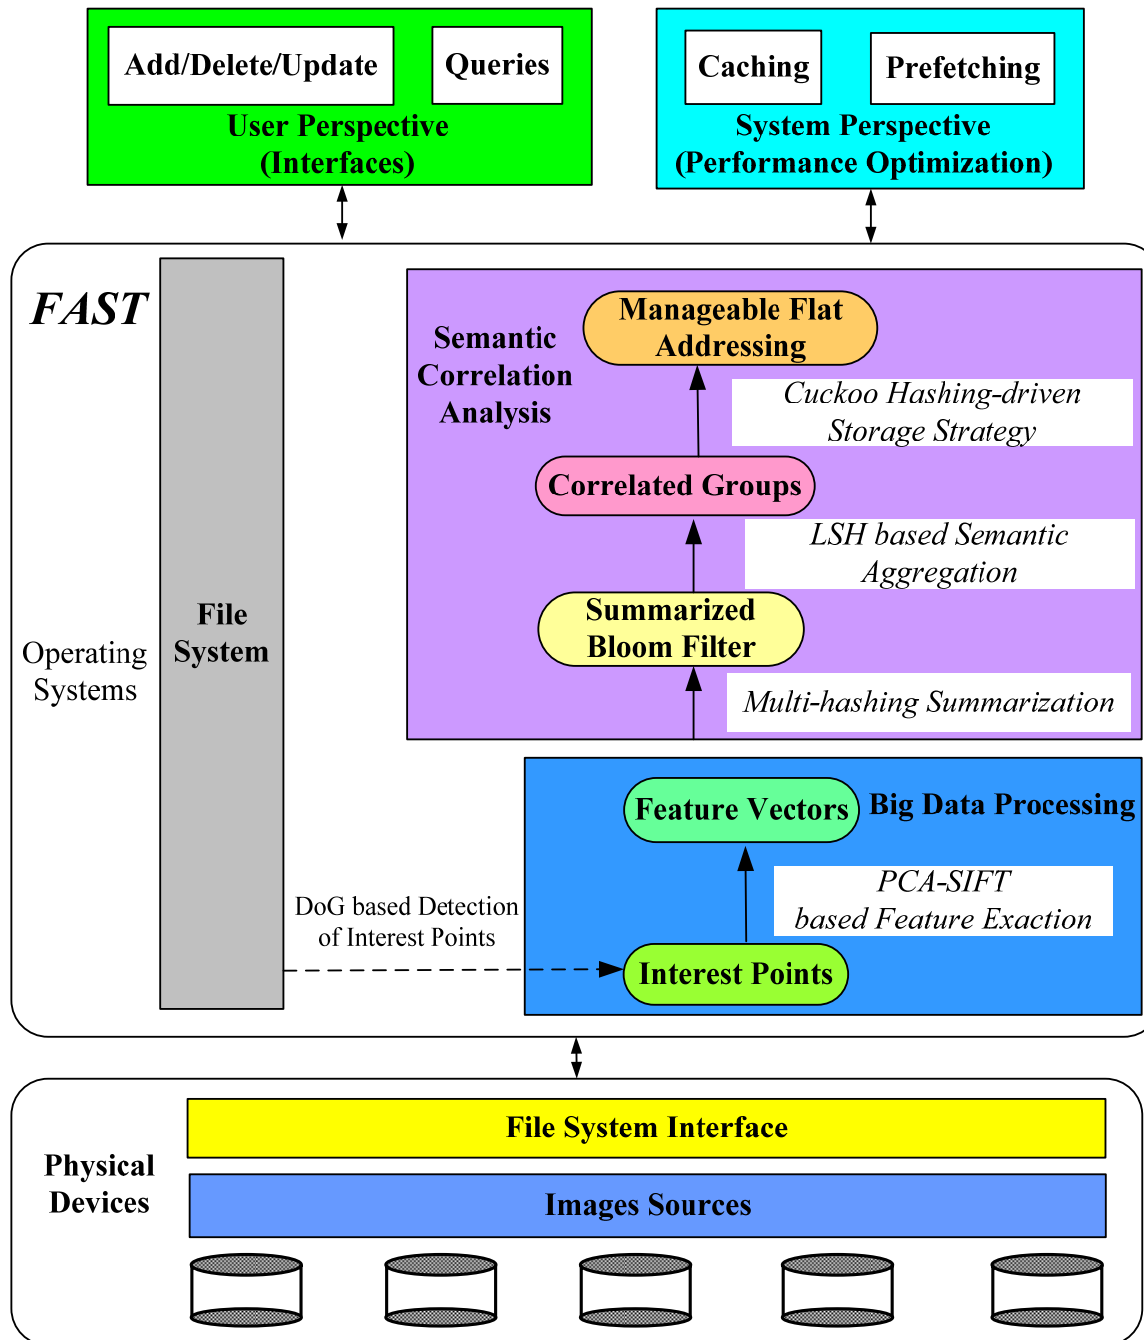 Add/Delete/Update
Queries
User Perspective
(Interfaces)
Caching
Prefetching
System Perspective
(Performance Optimization)
FAST
Operating
Systems
File
System
Semantic
Correlation
Analysis
Manageable Flat
Addressing
Cuckoo Hashing-driven
Storage Strategy
Correlated Groups
LSH based Semantic
Aggregation
Summarized
Bloom Filter
Multi-hashing Summarization
Feature Vectors
Big Data Processing
PCA-SIFT
based Feature Exaction
DoG based Detection
of Interest Points
Interest Points
Physical
Devices
File System Interface
Images Sources